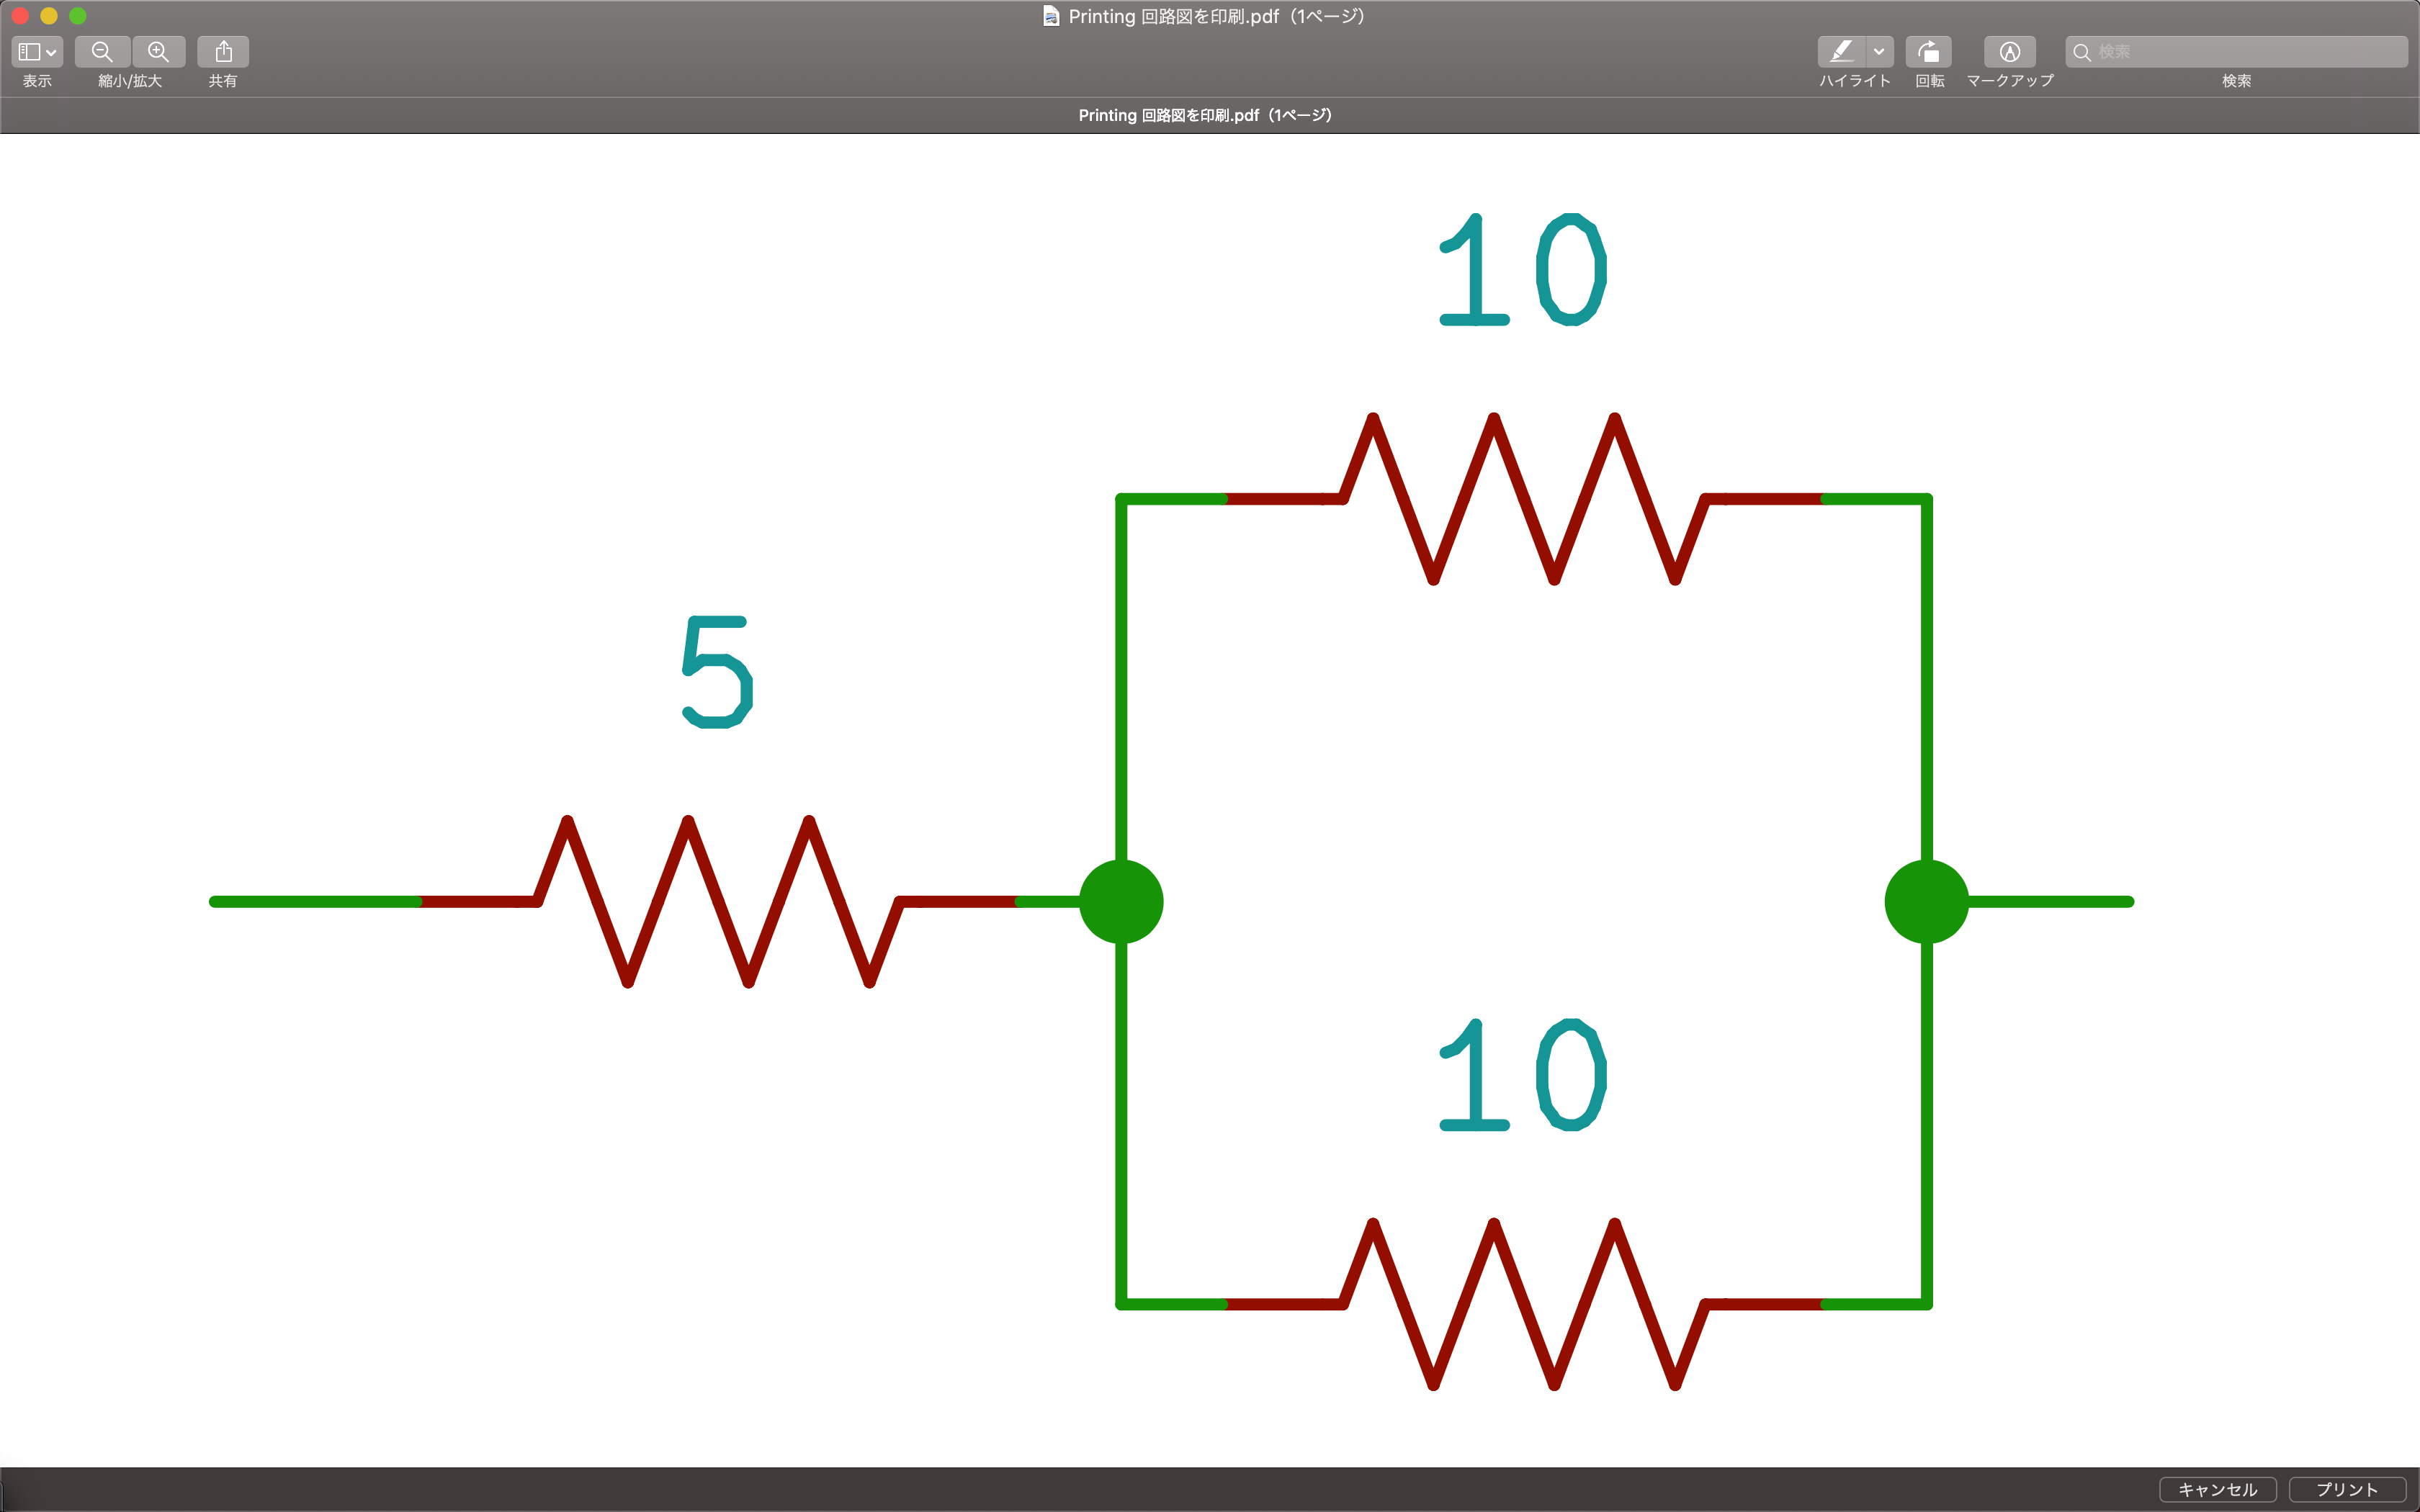 Printing 回路図を印刷.pdf（1ページ）
表示 縮小/拡大 共有 ハイライト 回転 マークアップ 検索
検索
Printing 回路図を印刷.pdf（1ページ）
10
5
10
キャンセル プリント